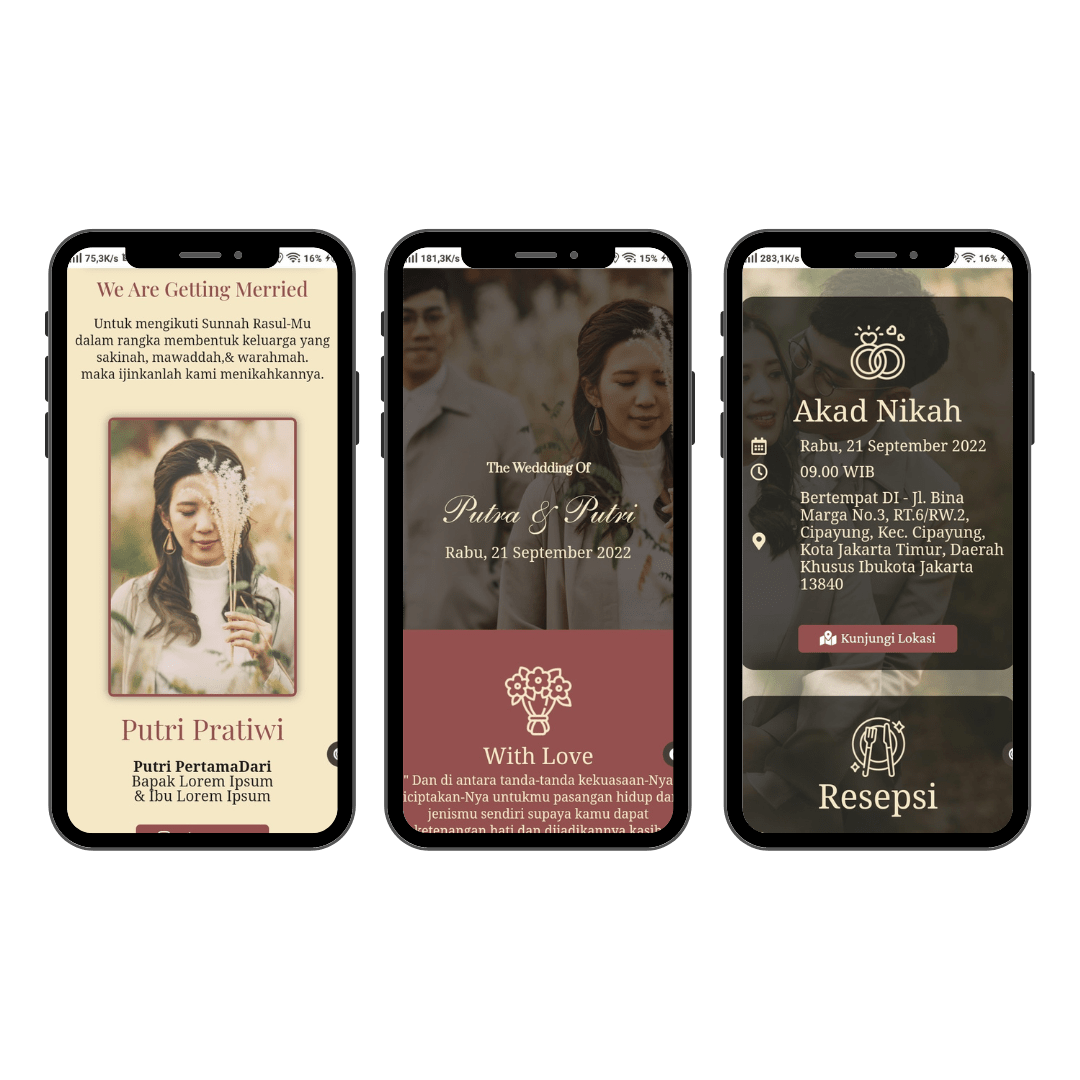 75,3K/s
16%
We Are Getting Merried
Untuk mengikuti Sunnah Rasul-Mu
dalam rangka membentuk keluarga yang
sakinah, mawaddah,& warahmah.
maka ijinkanlah kami menikahkannya.
Putri Pratiwi
Putri PertamaDari
Bapak Lorem Ipsum
& Ibu Lorem Ipsum
181,3K/s
15%
The Weddding Of
Putra & Putri
Rabu, 21 September 2022
With Love
" Dan di antara tanda-tanda kekuasaan-Nya
iciptakan-Nya untukmu pasangan hidup dar
jenismu sendiri supaya kamu dapat
ketenangan hati dan dijadikannya kasih
283,1K/s
16%
Akad Nikah
Rabu, 21 September 2022
09.00 WIB
Bertempat DI - Jl. Bina
Marga No.3, RT.6/RW.2,
Cipayung, Kec. Cipayung,
Kota Jakarta Timur, Daerah
Khusus Ibukota Jakarta
13840
Kunjungi Lokasi
Resepsi